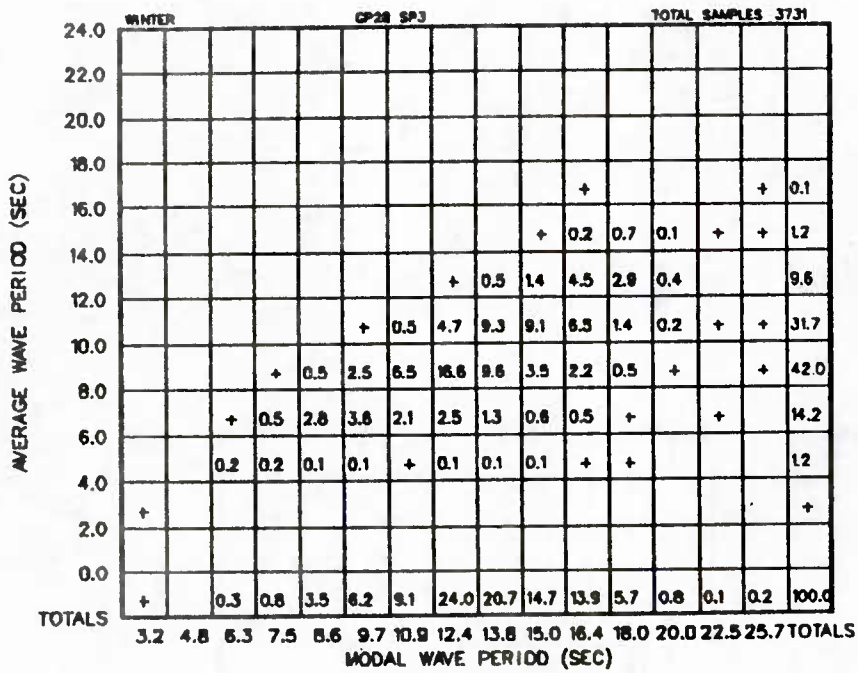 WINTER GP28 SP3 TOTAL SAMPLES 3731
24.0
22.0
20.0
18.0
+ + 0.1
16.0
+ 0.2 0.7 0.1 + + 1.2
14.0
+ 0.5 1.4 4.5 2.9 0.4 9.6
12.0
+ 0.5 4.7 9.3 9.1 6.5 1.4 0.2 + + 31.7
10.0
+ 0.5 2.5 6.5 16.6 9.6 3.5 2.2 0.5 + + 42.0
8.0
+ 0.5 2.8 3.6 2.1 2.5 1.3 0.6 0.5 + + 14.2
6.0
0.2 0.2 0.1 0.1 + 0.1 0.1 0.1 + + 1.2
4.0
+ +
2.0
0.0
+ 0.3 0.8 3.5 6.2 9.1 24.0 20.7 14.7 13.9 5.7 0.8 0.1 0.2 100.0
TOTALS
3.2 4.8 6.3 7.5 8.6 9.7 10.9 12.4 13.8 15.0 16.4 18.0 20.0 22.5 25.7 TOTALS
MODAL WAVE PERIOD (SEC)
AVERAGE WAVE PERIOD (SEC)